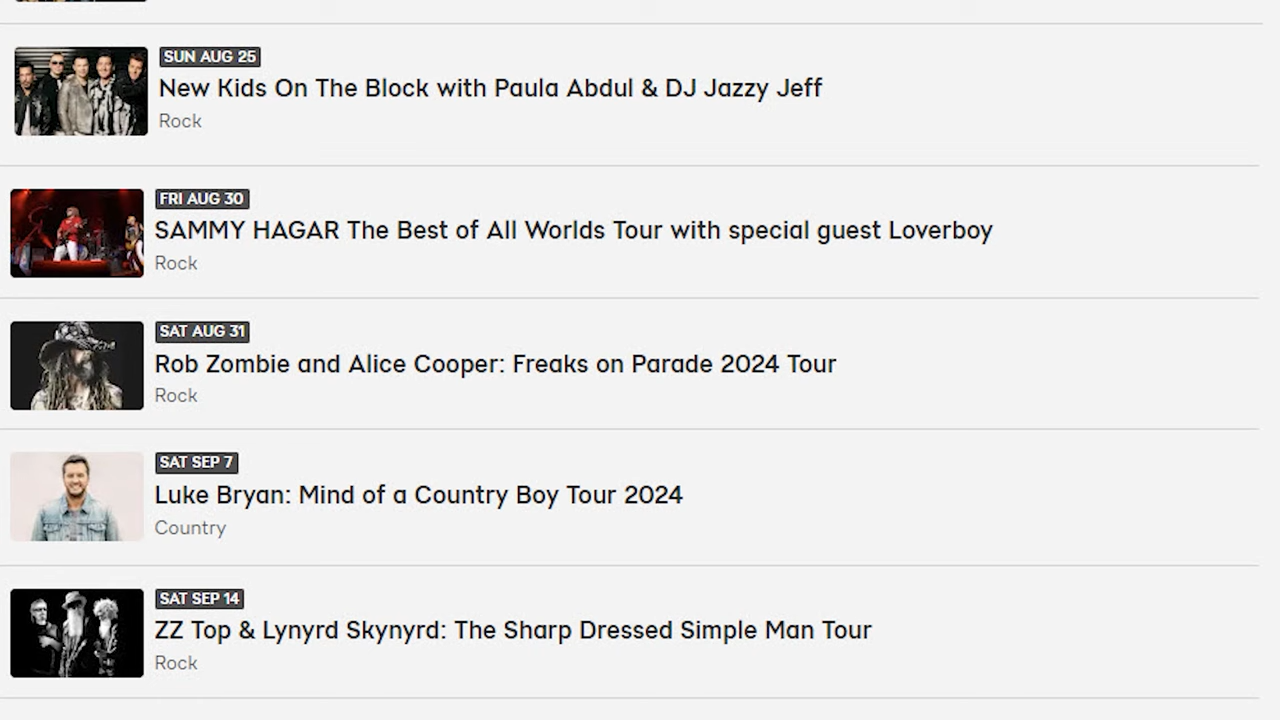 SUN AUG 25
New Kids On The Block with Paula Abdul & DJ Jazzy Jeff
Rock
FRI AUG 30
SAMMY HAGAR The Best of All Worlds Tour with special guest Loverboy
Rock
SAT AUG 31
Rob Zombie and Alice Cooper: Freaks on Parade 2024 Tour
Rock
SAT SEP 7
Luke Bryan: Mind of a Country Boy Tour 2024
Country
SAT SEP 14
ZZ Top & Lynyrd Skynyrd: The Sharp Dressed Simple Man Tour
Rock